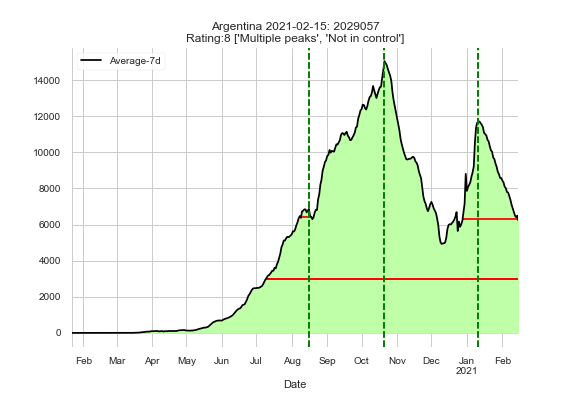 Argentina 2021-02-15: 2029057
Rating:8 ['Multiple peaks', 'Not in control']
Average-7d
14000
12000
10000
8000
6000
4000
2000
0
Feb Mar Apr May Jun Jul Aug Sep Oct Nov Dec Jan Feb
2021
Date